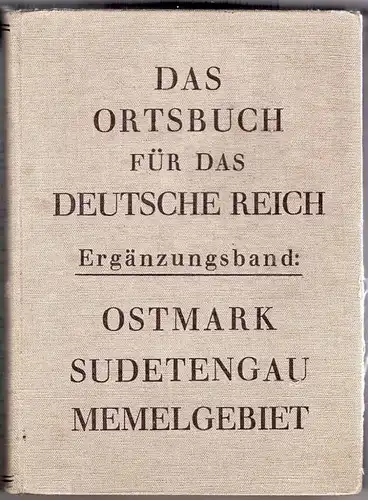 DAS
ORTSBUCH
FÜR DAS
DEUTSCHE REICH
Ergänzungsband:
OSTMARK
SUDETENGAU
MEMELGEBIET